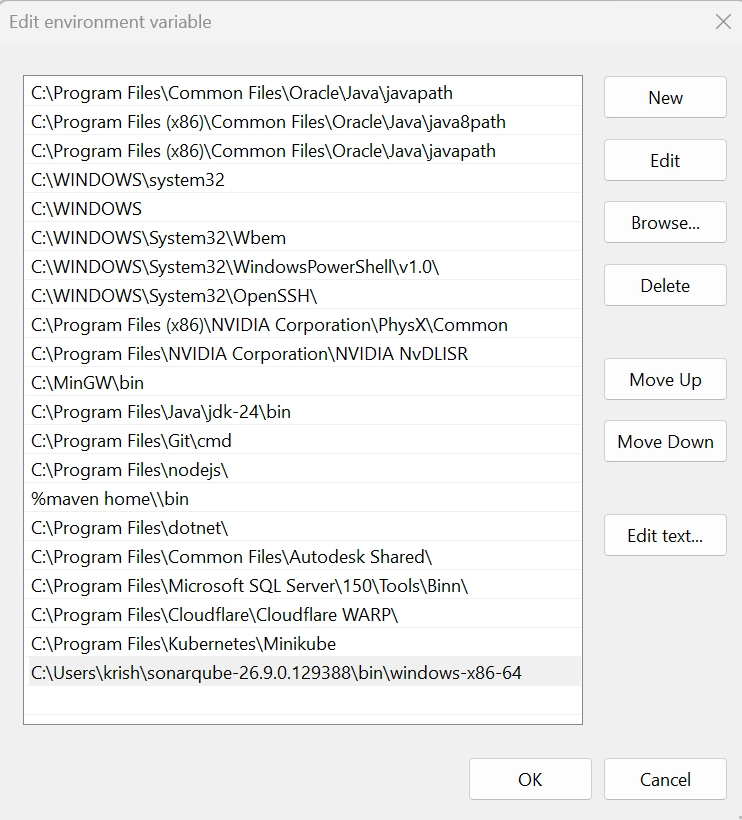 Edit environment variable
C:\Program Files\Common Files\Oracle\Java\javapath
C:\Program Files (x86)\Common Files\Oracle\Java\java8path
C:\Program Files (x86)\Common Files\Oracle\Java\javapath
C:\WINDOWS\system32
C:\WINDOWS
C:\WINDOWS\System32\Wbem
C:\WINDOWS\System32\WindowsPowerShell\v1.0\
C:\WINDOWS\System32\OpenSSH\
C:\Program Files (x86)\NVIDIA Corporation\PhysX\Common
C:\Program Files\NVIDIA Corporation\NVIDIA NvDLISR
C:\MinGW\bin
C:\Program Files\Java\jdk-24\bin
C:\Program Files\Git\cmd
C:\Program Files\nodejs\
%maven home\\bin
C:\Program Files\dotnet\
C:\Program Files\Common Files\Autodesk Shared\
C:\Program Files\Microsoft SQL Server\150\Tools\Binn\
C:\Program Files\Cloudflare\Cloudflare WARP\
C:\Program Files\Kubernetes\Minikube
C:\Users\krish\sonarqube-26.9.0.129388\bin\windows-x86-64
New
Edit
Browse...
Delete
Move Up
Move Down
Edit text...
OK
Cancel